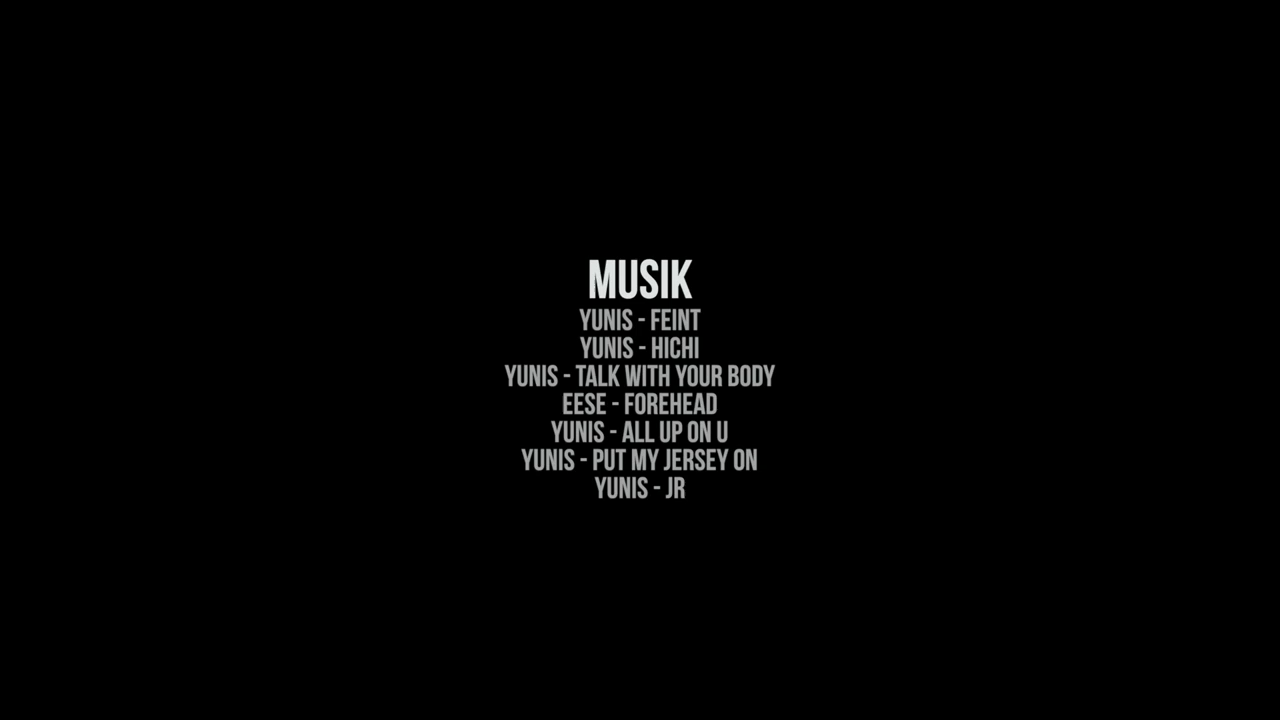 MUSIK
YUNIS - FEINT
YUNIS - HICHI
YUNIS - TALK WITH YOUR BODY
EESE - FOREHEAD
YUNIS - ALL UP ON U
YUNIS - PUT MY JERSEY ON
YUNIS - JR